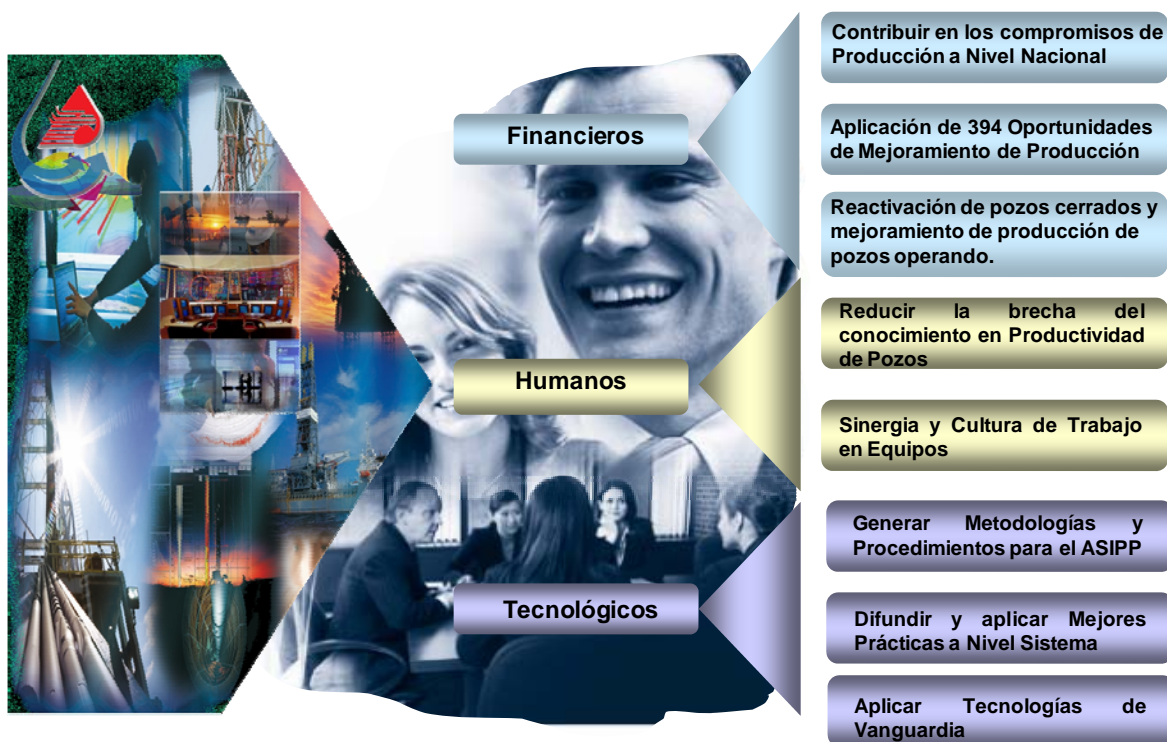 Contribuir en los compromisos de
Producción a Nivel Nacional
Financieros
Aplicación de 394 Oportunidades
de Mejoramiento de Producción
Reactivación de pozos cerrados y
mejoramiento de producción de
pozos operando.
Reducir la brecha del
conocimiento en Productividad
de Pozos
Humanos
Sinergia y Cultura de Trabajo
en Equipos
Generar Metodologías y
Procedimientos para el ASIPP
Tecnológicos
Difundir y aplicar Mejores
Prácticas a Nivel Sistema
Aplicar Tecnologías de
Vanguardia